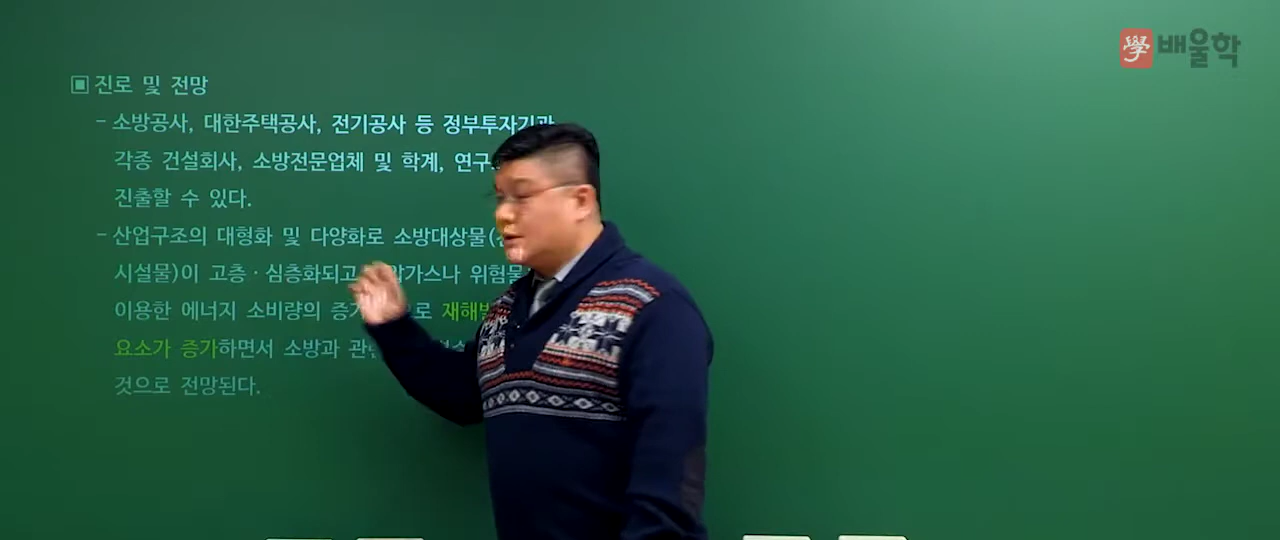 진로 및 전망
- 소방공사, 대한주택공사, 전기공사 등 정부투자기관
각종 건설회사, 소방전문업체 및 학계, 연구
진출할 수 있다.
- 산업구조의 대형화 및 다양화로 소방대상물(
시설물)이 고층·심층화되고 가스나 위험물
이용한 에너지 소비량의 증가 으로 재해
요소가 증가하면서 소방과
것으로 전망된다.
學 배울학